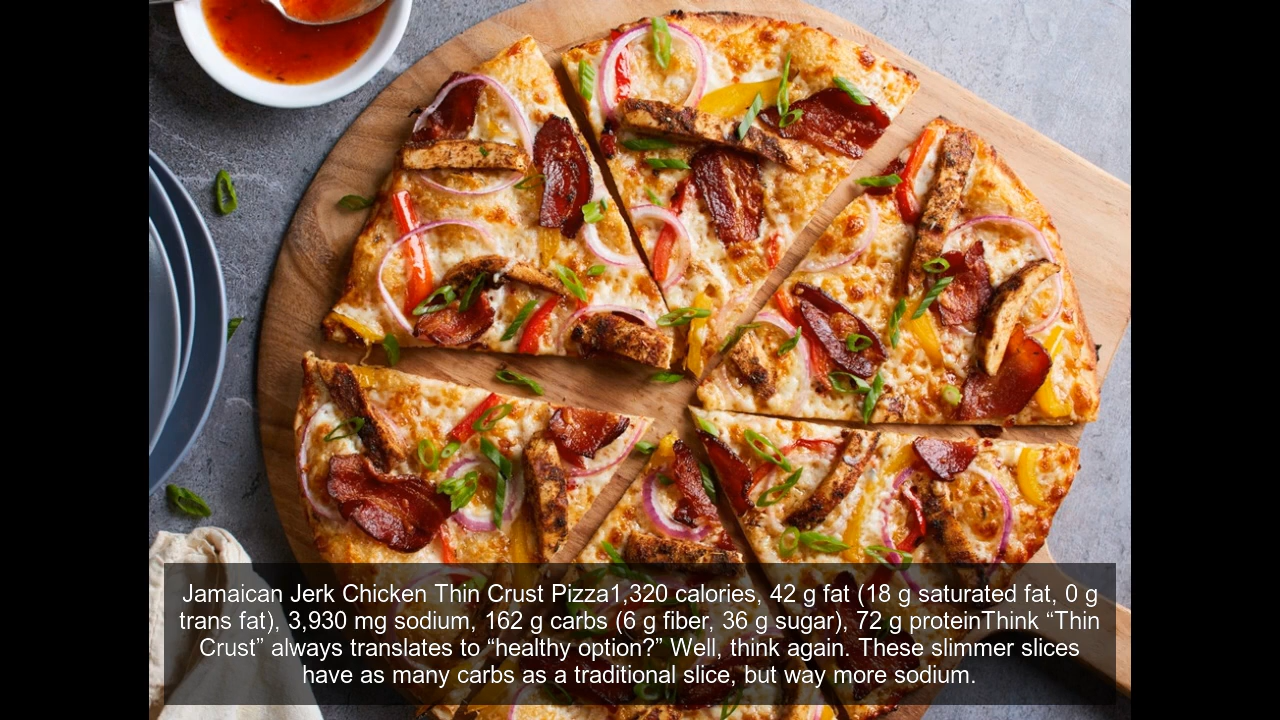 Jamaican Jerk Chicken Thin Crust Pizza1,320 calories, 42 g fat (18 g saturated fat, 0 g
trans fat), 3,930 mg sodium, 162 g carbs (6 g fiber, 36 g sugar), 72 g proteinThink “Thin
Crust” always translates to “healthy option?” Well, think again. These slimmer slices
have as many carbs as a traditional slice, but way more sodium.